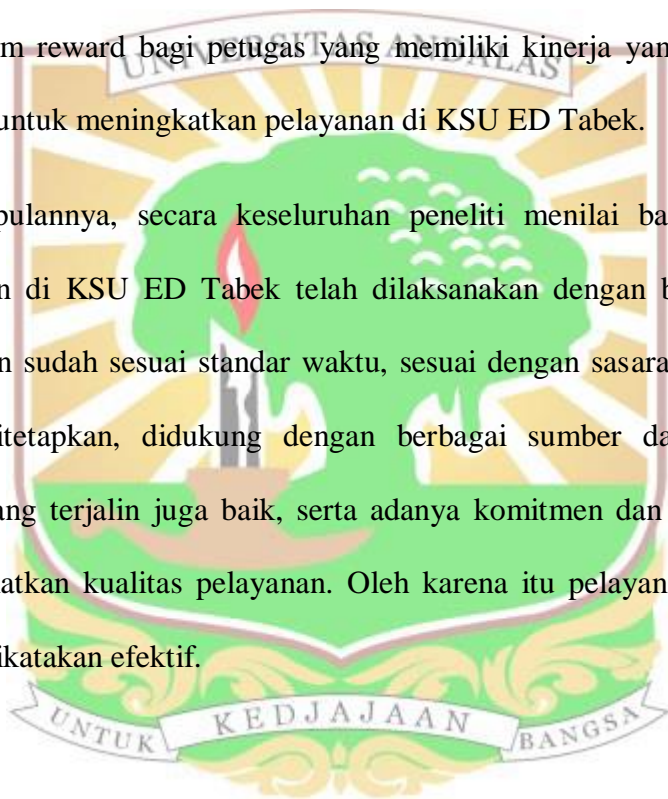 UNIVERSITAS ANDALAS
m reward bagi petugas yang memiliki kinerja yan
untuk meningkatkan pelayanan di KSU ED Tabek.
pulannya, secara keseluruhan peneliti menilai ba
n di KSU ED Tabek telah dilaksanakan dengan b
n sudah sesuai standar waktu, sesuai dengan sasara
itetapkan, didukung dengan berbagai sumber da
ang terjalin juga baik, serta adanya komitmen dan
atkan kualitas pelayanan. Oleh karena itu pelayan
ikatakan efektif.
UNTUK KEDJAJAAN BANGSA